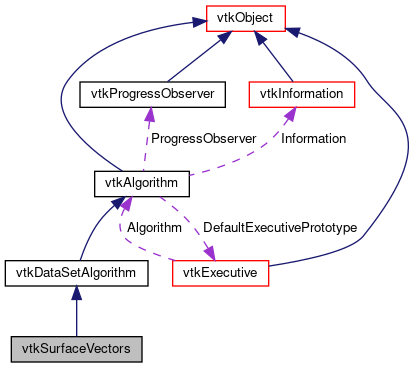 vtkObject
vtkProgressObserver
vtkInformation
ProgressObserver
Information
vtkAlgorithm
Algorithm
DefaultExecutivePrototype
vtkDataSetAlgorithm
vtkExecutive
vtkSurfaceVectors